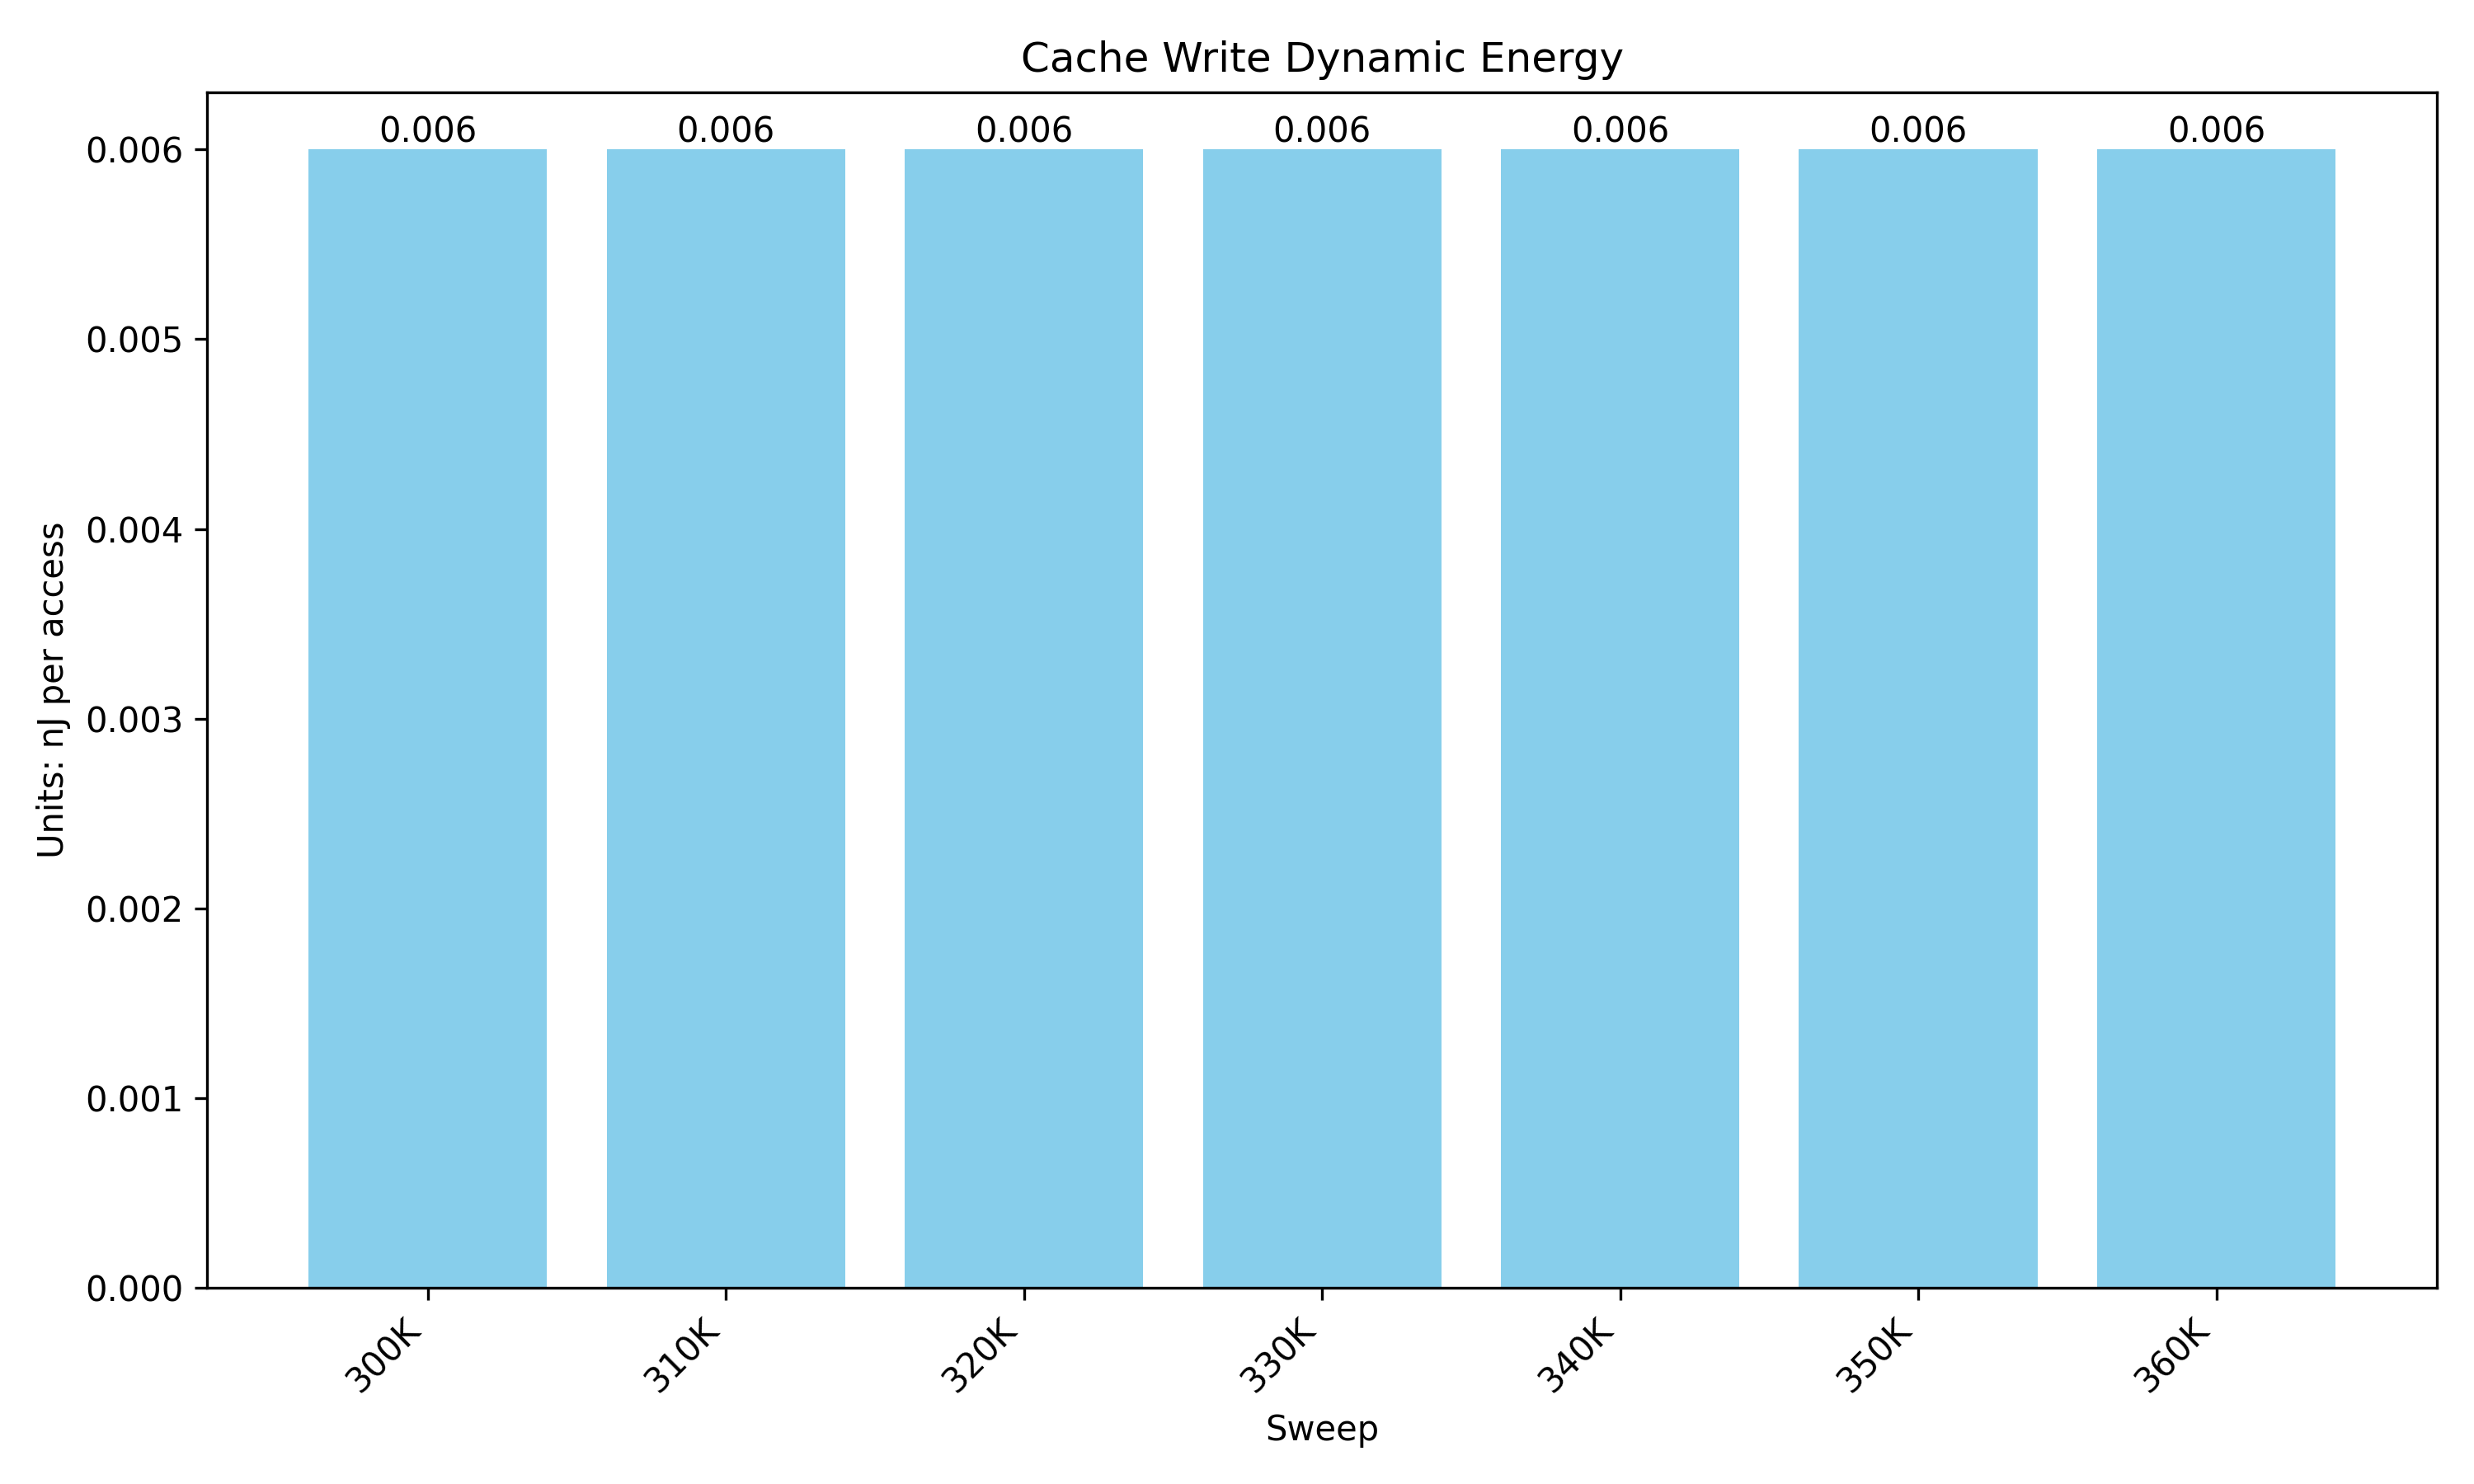 Cache Write Dynamic Energy
0.006 0.006 0.006 0.006 0.006 0.006 0.006
0.006
0.005
0.004
0.003
0.002
0.001
0.000
Units: nJ per access
300K 310K 320K 330K 340K 350K 360K
Sweep